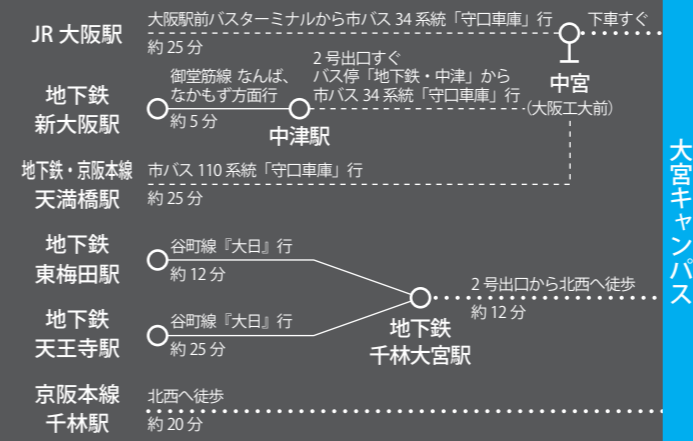 JR 大阪駅
大阪駅前バスターミナルから市バス 34 系統「守口車庫」行
約 25 分
下車すぐ
中宮
(大阪工大前)
地下鉄
新大阪駅
御堂筋線 なんば、
なかもず方面行
約 5 分
中津駅
2 号出口すぐ
バス停「地下鉄・中津」から
市バス 34 系統「守口車庫」行
地下鉄・京阪本線
天満橋駅
市バス 110 系統「守口車庫」行
約 25 分
地下鉄
東梅田駅
谷町線『大日』行
約 12 分
地下鉄
天王寺駅
谷町線『大日』行
約 25 分
地下鉄
千林大宮駅
2 号出口から北西へ徒歩
約 12 分
京阪本線
千林駅
北西へ徒歩
約 20 分
大宮キャンパス